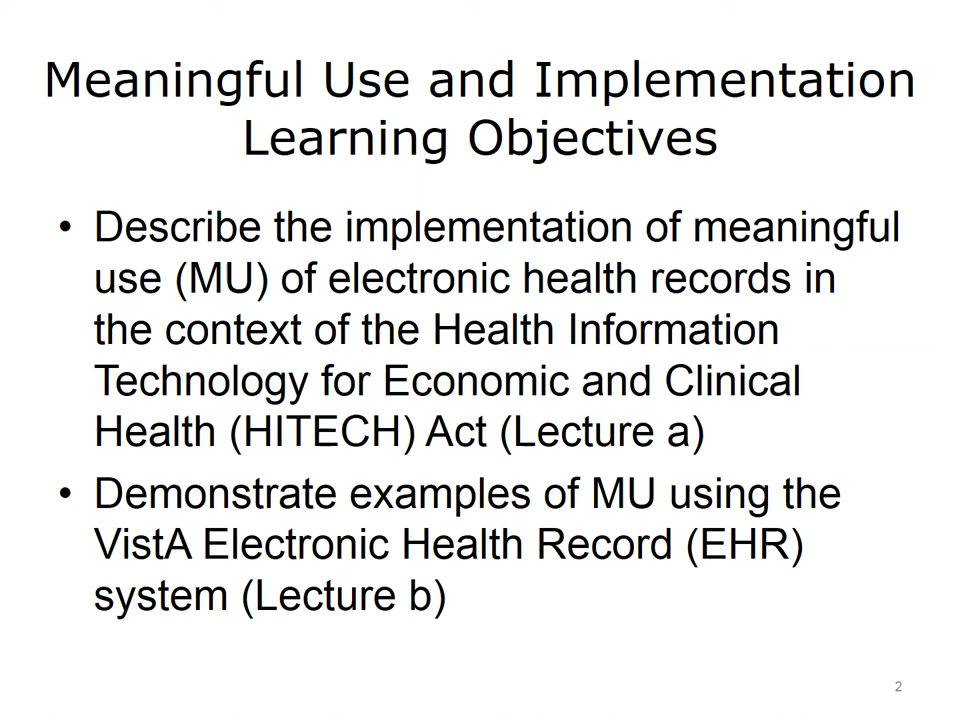 Meaningful Use and Implementation
Learning Objectives
• Describe the implementation of meaningful
use (MU) of electronic health records in
the context of the Health Information
Technology for Economic and Clinical
Health (HITECH) Act (Lecture a)
• Demonstrate examples of MU using the
VistA Electronic Health Record (EHR)
system (Lecture b)
2